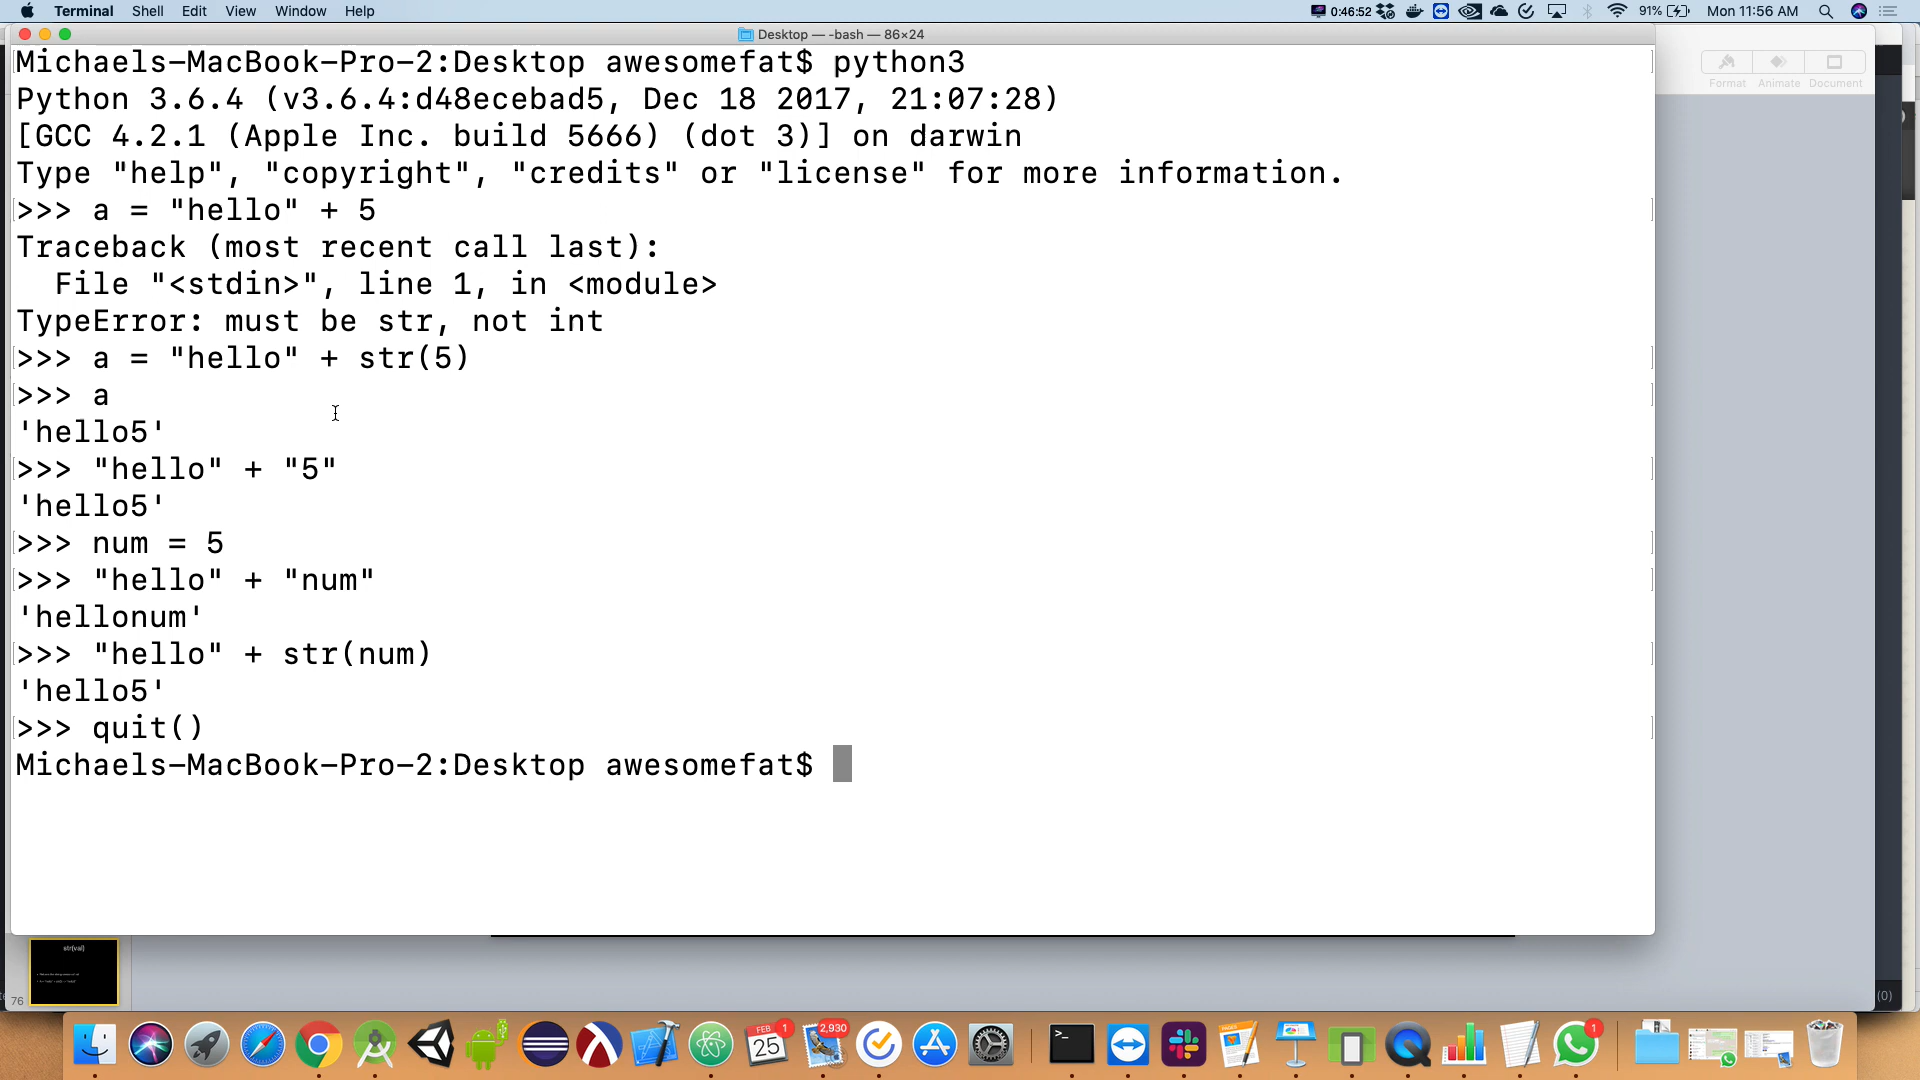 Terminal Shell Edit View Window Help 0:46:52 91% Mon 11:56 AM
Desktop — -bash — 86×24
Michaels-MacBook-Pro-2:Desktop awesomefat$ python3
Python 3.6.4 (v3.6.4:d48ecebad5, Dec 18 2017, 21:07:28)
[GCC 4.2.1 (Apple Inc. build 5666) (dot 3)] on darwin
Type "help", "copyright", "credits" or "license" for more information.
>>> a = "hello" + 5
Traceback (most recent call last):
  File "<stdin>", line 1, in <module>
TypeError: must be str, not int
>>> a = "hello" + str(5)
>>> a
'hello5'
>>> "hello" + "5"
'hello5'
>>> num = 5
>>> "hello" + "num"
'hellonum'
>>> "hello" + str(num)
'hello5'
>>> quit()
Michaels-MacBook-Pro-2:Desktop awesomefat$
Format Animate Document
str(val)
76
(0)
FEB
25
1
2,930
PAGES
1